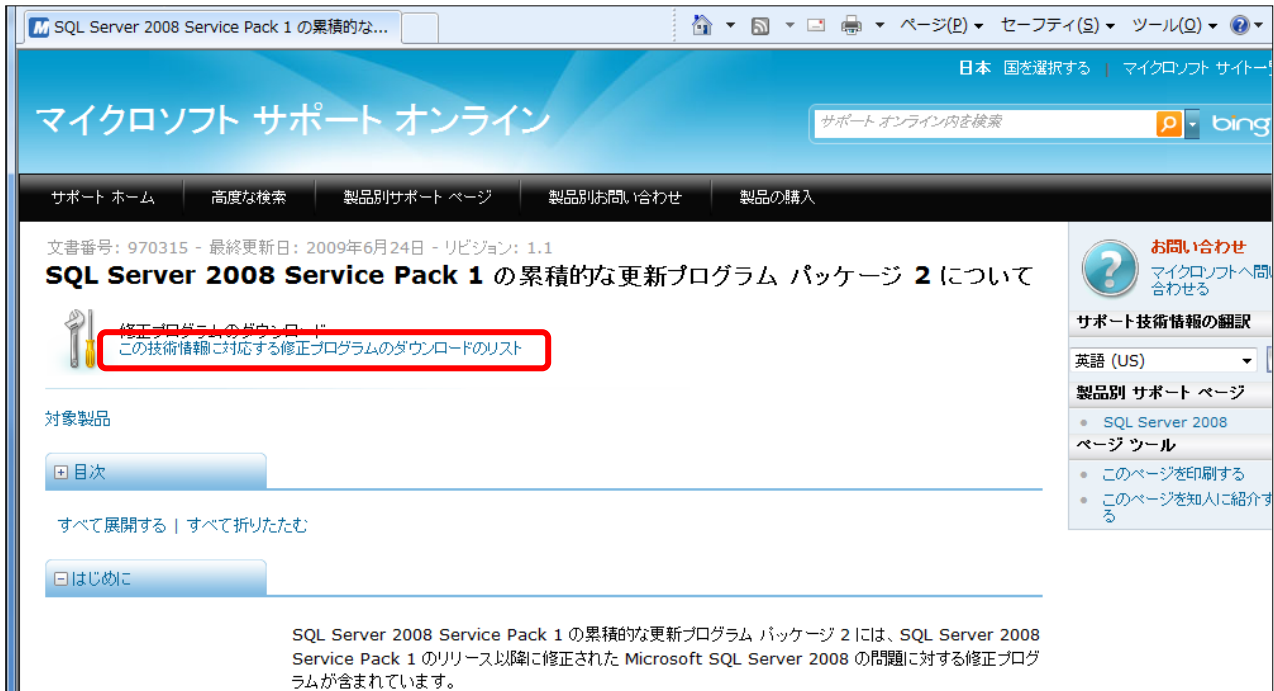 SQL Server 2008 Service Pack 1 の累積的な...
ページ(P) セーフティ(S) ツール(O)
日本 国を選択する | マイクロソフト サイト一
マイクロソフト サポート オンライン
サポート オンライン内を検索
bing
サポート ホーム 高度な検索 製品別サポート ページ 製品別お問い合わせ 製品の購入
文書番号: 970315 - 最終更新日: 2009年6月24日 - リビジョン: 1.1
SQL Server 2008 Service Pack 1 の累積的な更新プログラム パッケージ 2 について
修正プログラムのダウンロード
この技術情報に対応する修正プログラムのダウンロードのリスト
対象製品
目次
すべて展開する | すべて折りたたむ
はじめに
SQL Server 2008 Service Pack 1 の累積的な更新プログラム パッケージ 2 には、SQL Server 2008
Service Pack 1 のリリース以降に修正された Microsoft SQL Server 2008 の問題に対する修正プログ
ラムが含まれています。
お問い合わせ
マイクロソフトへ問い
合わせる
サポート技術情報の翻訳
英語 (US)
製品別 サポート ページ
SQL Server 2008
ページ ツール
このページを印刷する
このページを知人に紹介す
る